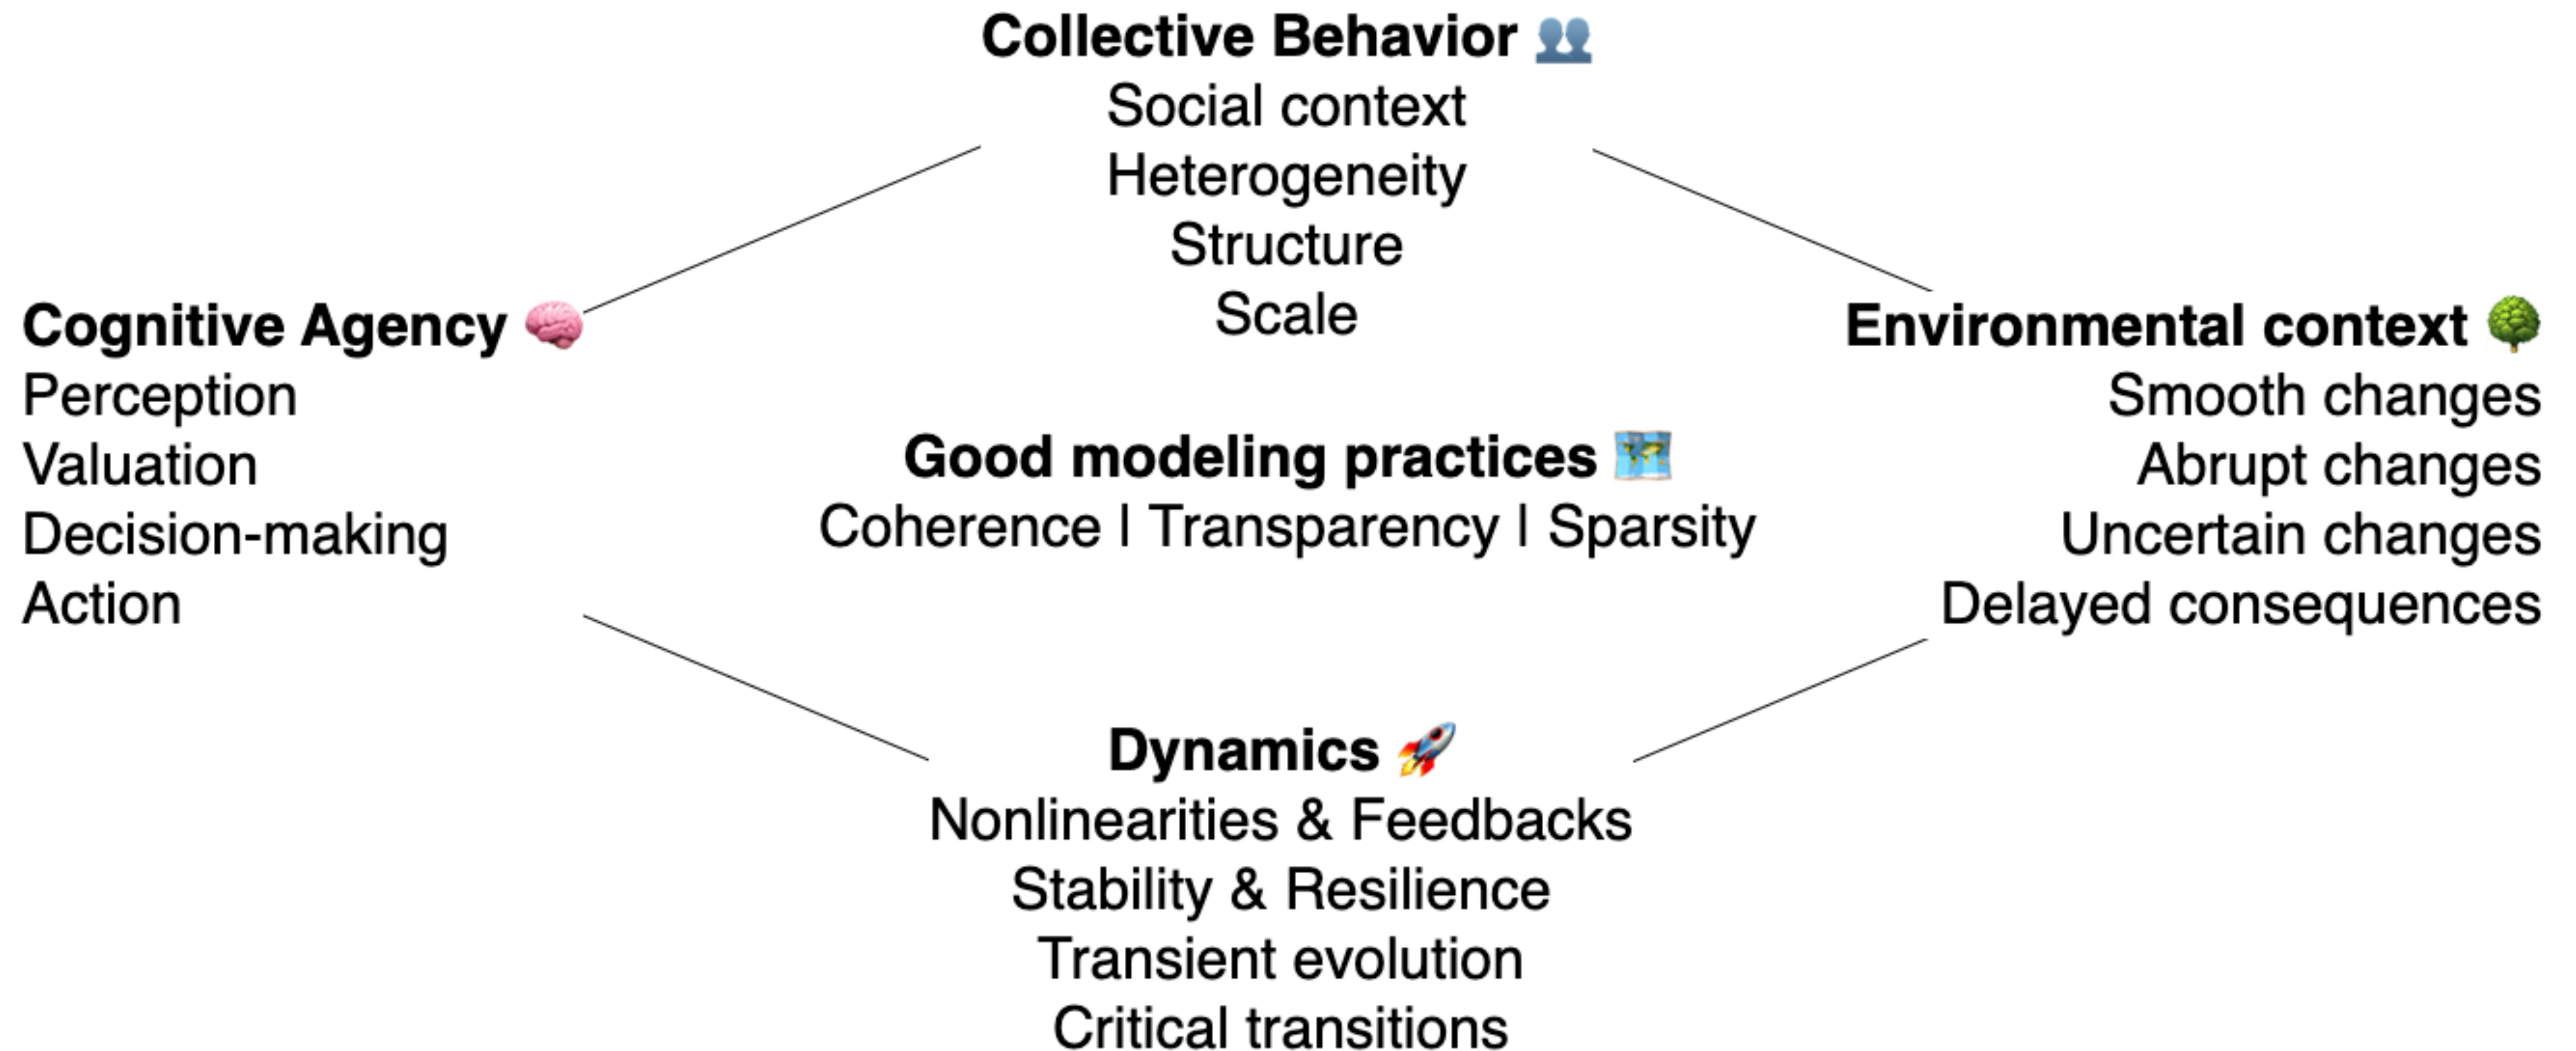 Collective Behavior 👥
Social context
Heterogeneity
Structure
Scale
Cognitive Agency 🧠
Perception
Valuation
Decision-making
Action
Good modeling practices 🗺️
Coherence | Transparency | Sparsity
Environmental context 🌳
Smooth changes
Abrupt changes
Uncertain changes
Delayed consequences
Dynamics 🚀
Nonlinearities & Feedbacks
Stability & Resilience
Transient evolution
Critical transitions